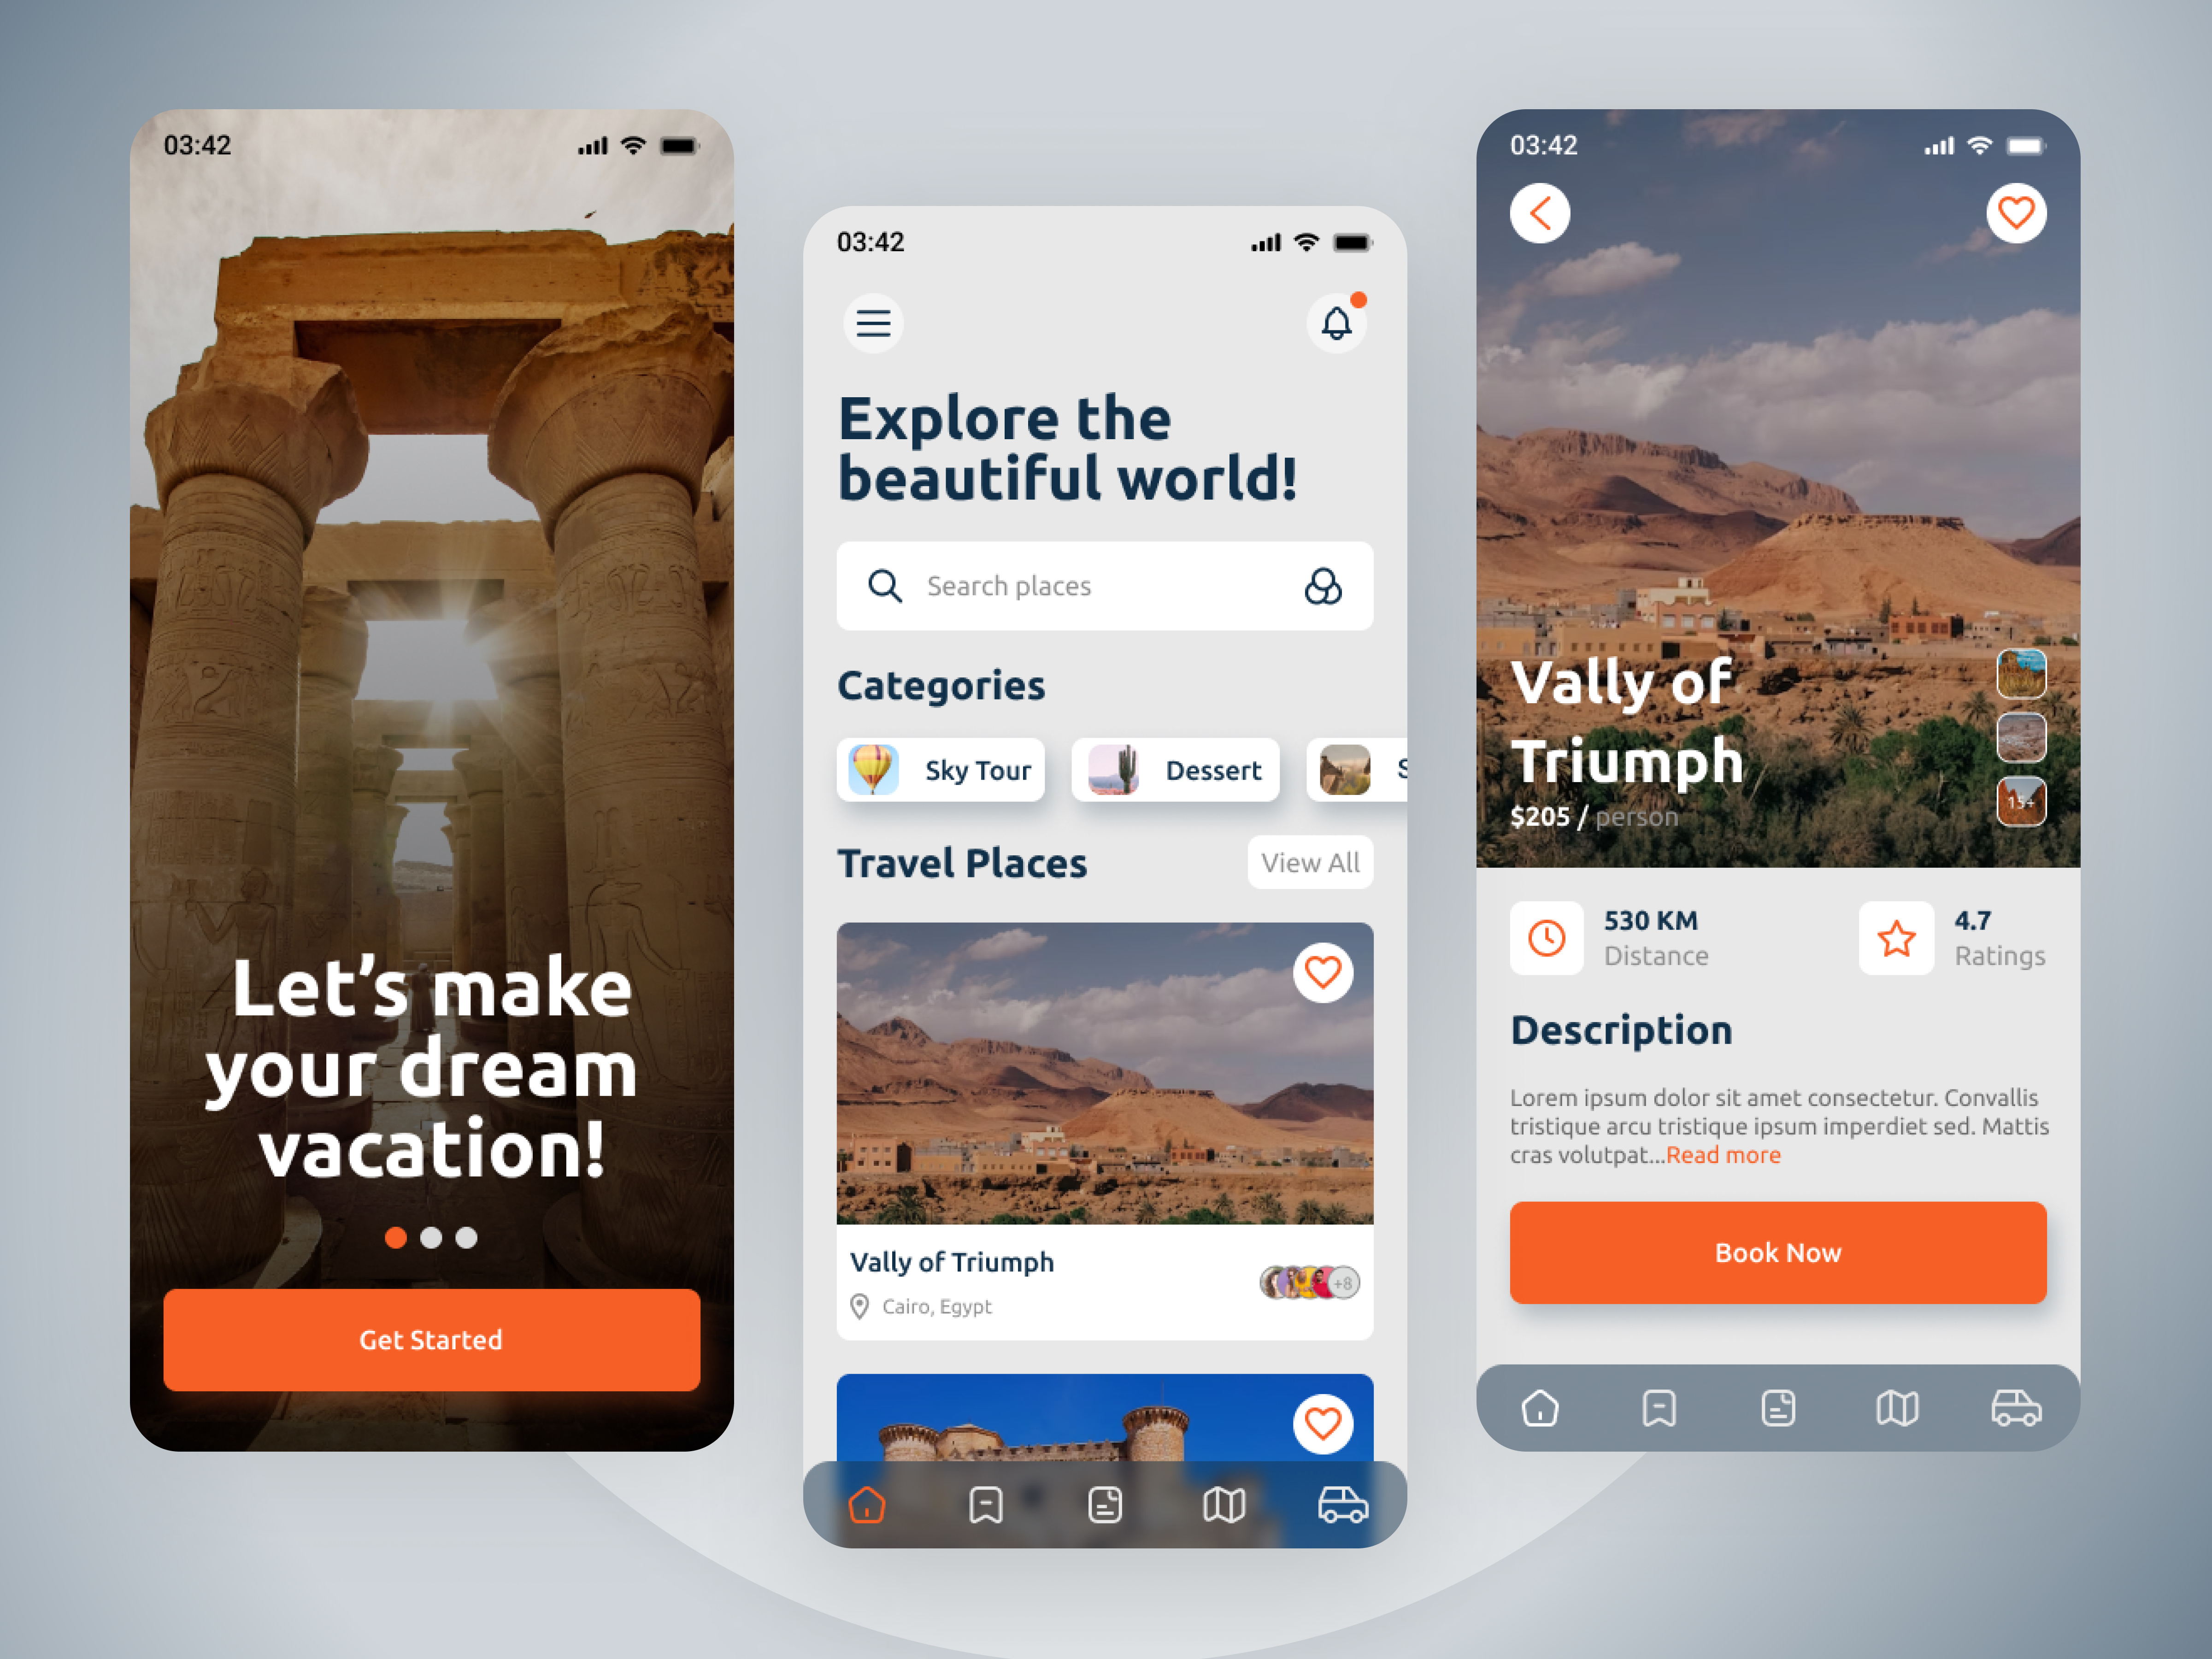 03:42
Let’s make
your dream
vacation!
Get Started
03:42
Explore the
beautiful world!
Search places
Categories
Sky Tour
Dessert
S
Travel Places
View All
Vally of Triumph
Cairo, Egypt
+8
03:42
Vally of
Triumph
$205 / person
15+
530 KM
Distance
4.7
Ratings
Description
Lorem ipsum dolor sit amet consectetur. Convallis
tristique arcu tristique ipsum imperdiet sed. Mattis
cras volutpat...Read more
Book Now